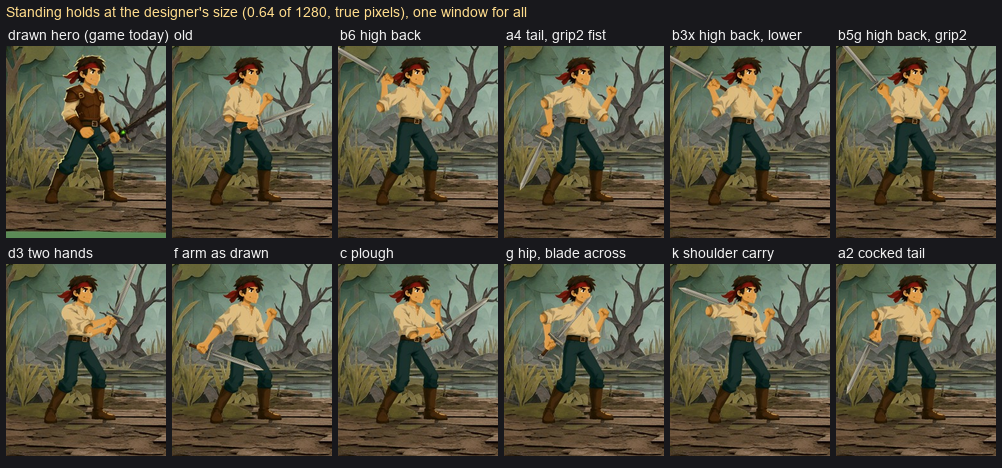 Standing holds at the designer's size (0.64 of 1280, true pixels), one window for all
drawn hero (game today) old b6 high back a4 tail, grip2 fist b3x high back, lower b5g high back, grip2
d3 two hands f arm as drawn c plough g hip, blade across k shoulder carry a2 cocked tail